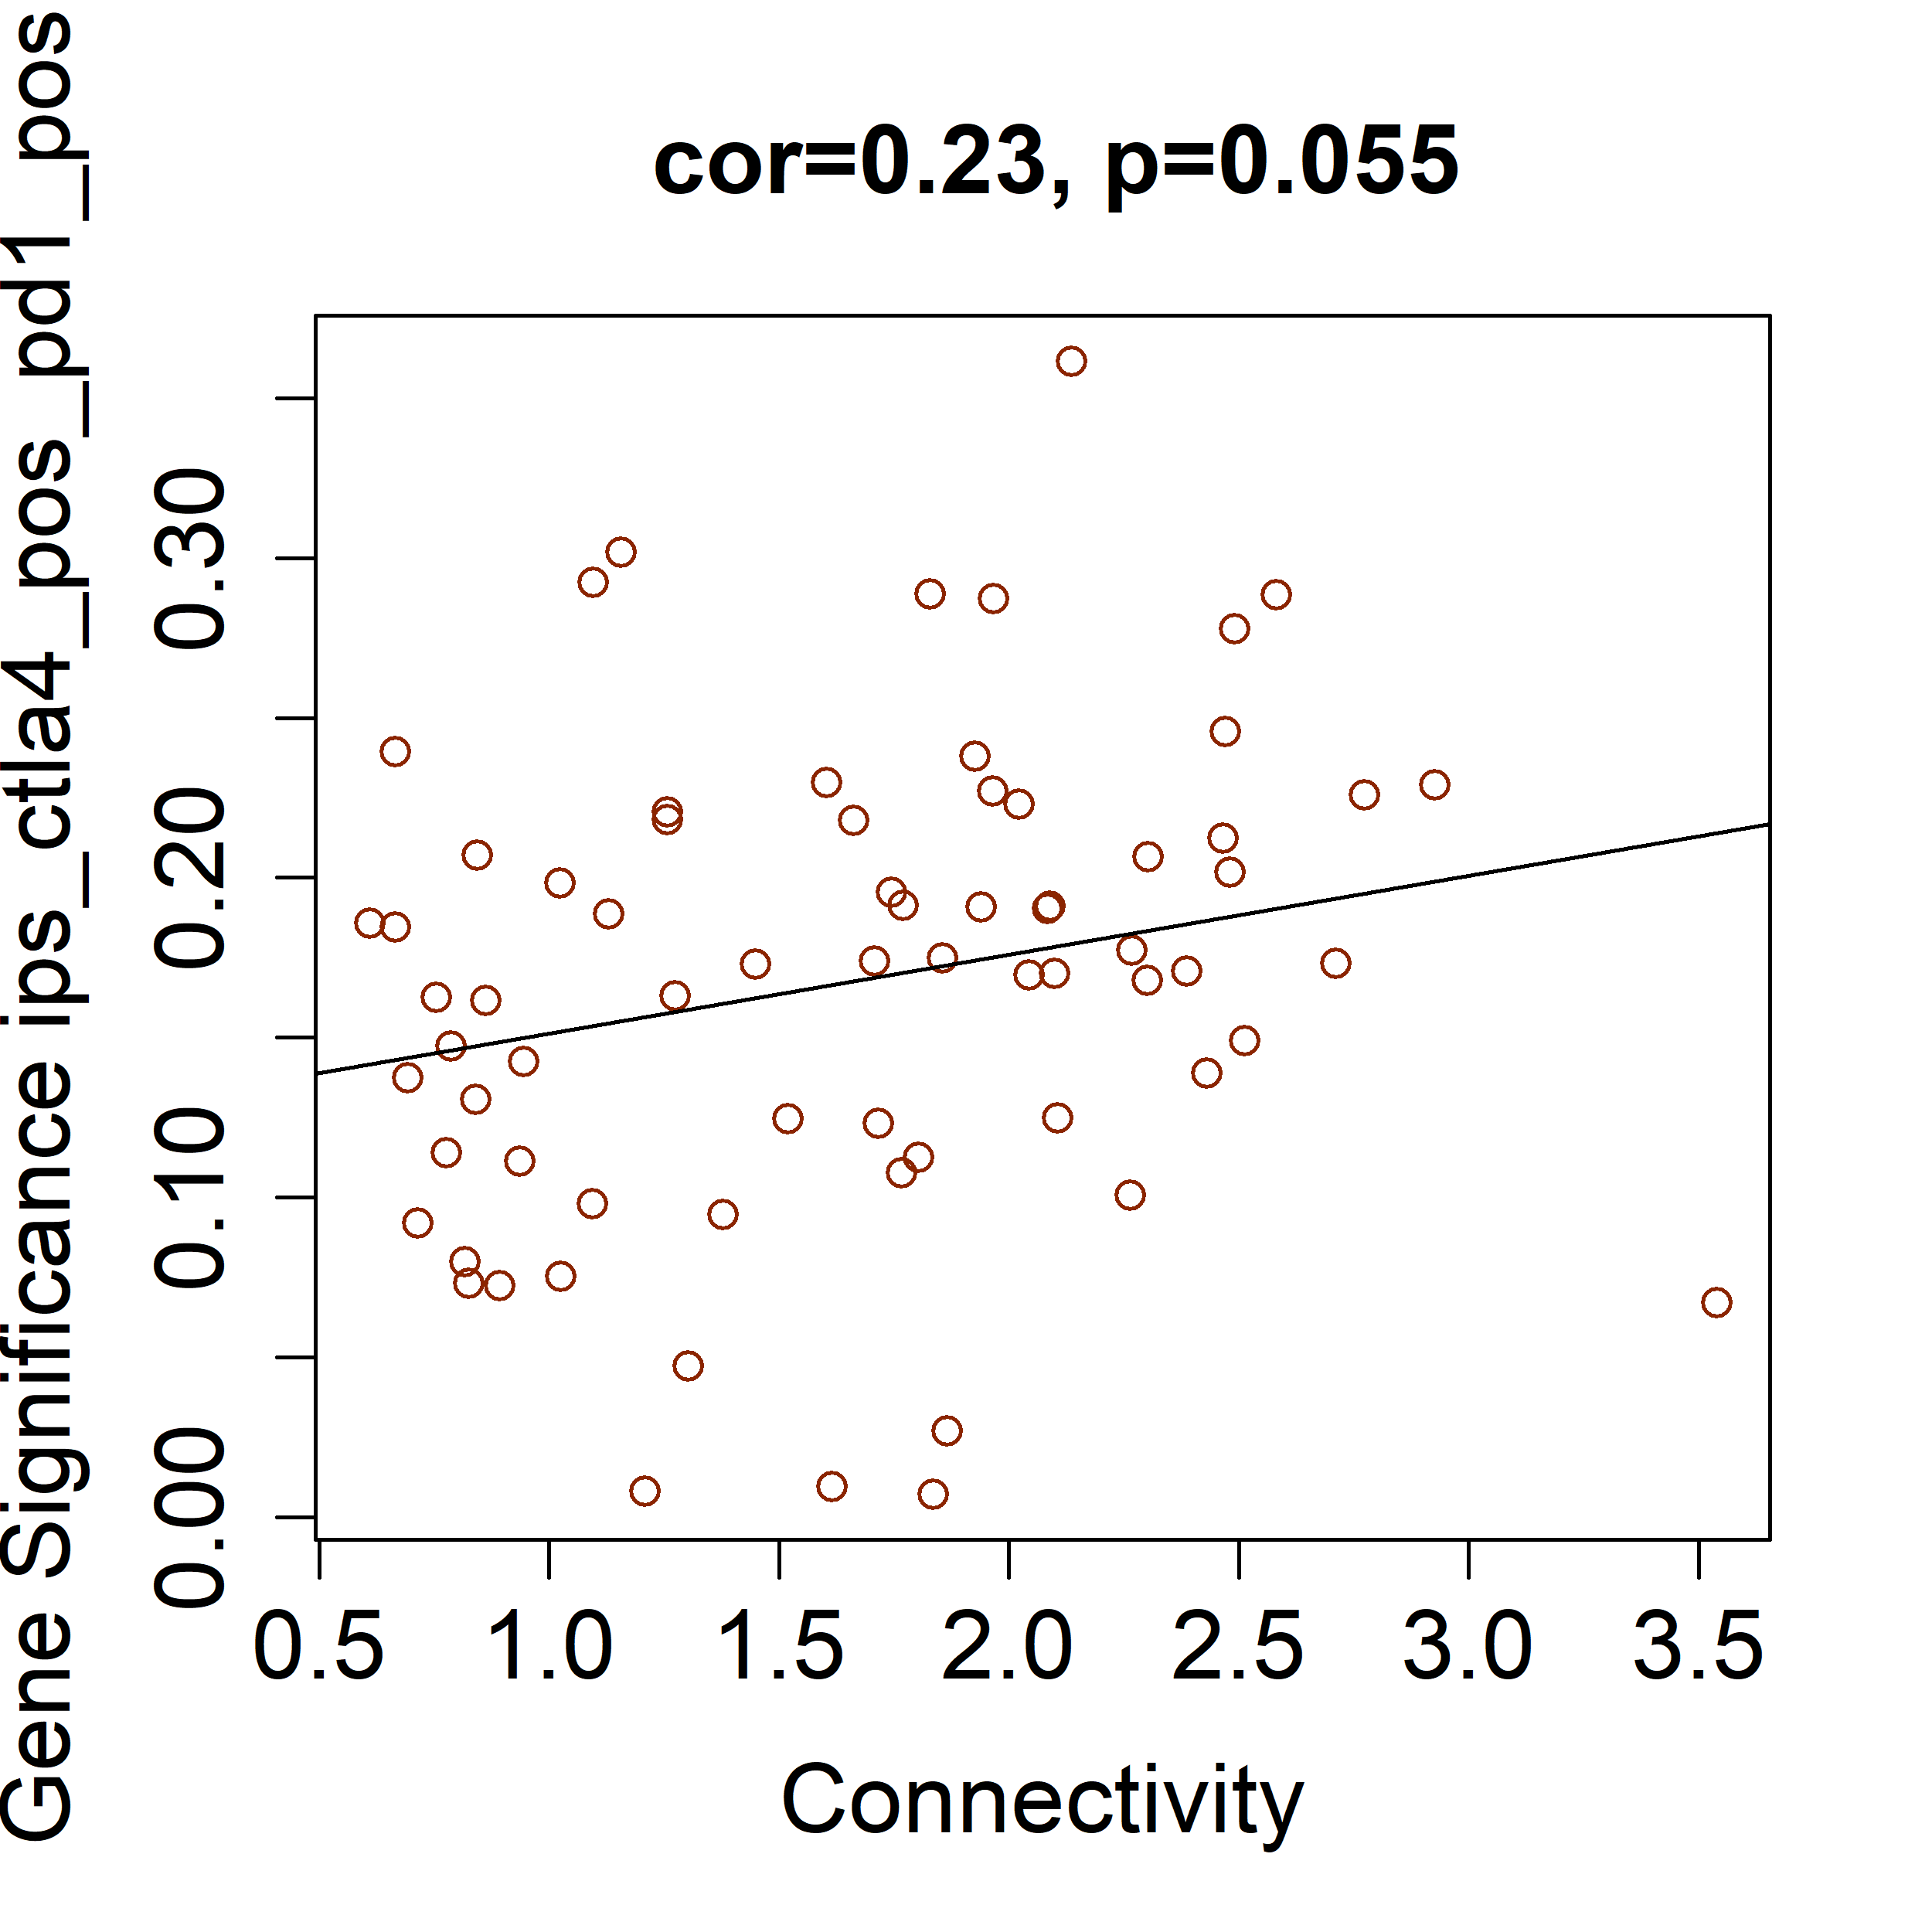 cor=0.23, p=0.055
Gene Significance ips_ctla4_pos_pd1_pos
0.30
0.20
0.10
0.00
0.5 1.0 1.5 2.0 2.5 3.0 3.5
Connectivity